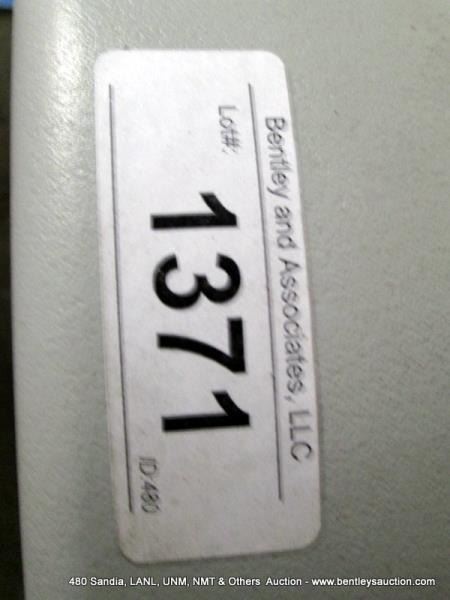 Bentley and Associates, LLC
Lot#:
1371
ID:480
480 Sandia, LANL, UNM, NMT & Others Auction - www.bentleysauction.com